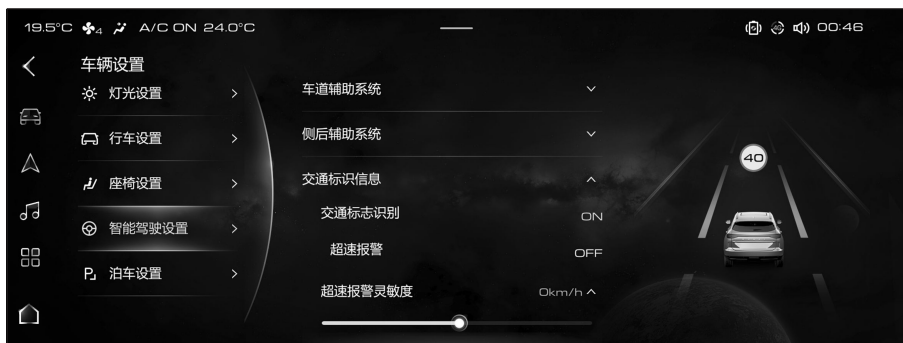 19.5°C 4 A/C ON 24.0°C 00:46
车辆设置
灯光设置
行车设置
座椅设置
智能驾驶设置
泊车设置
车道辅助系统
侧后辅助系统
交通标识信息
交通标志识别 ON
超速报警 OFF
超速报警灵敏度 0km/h
40